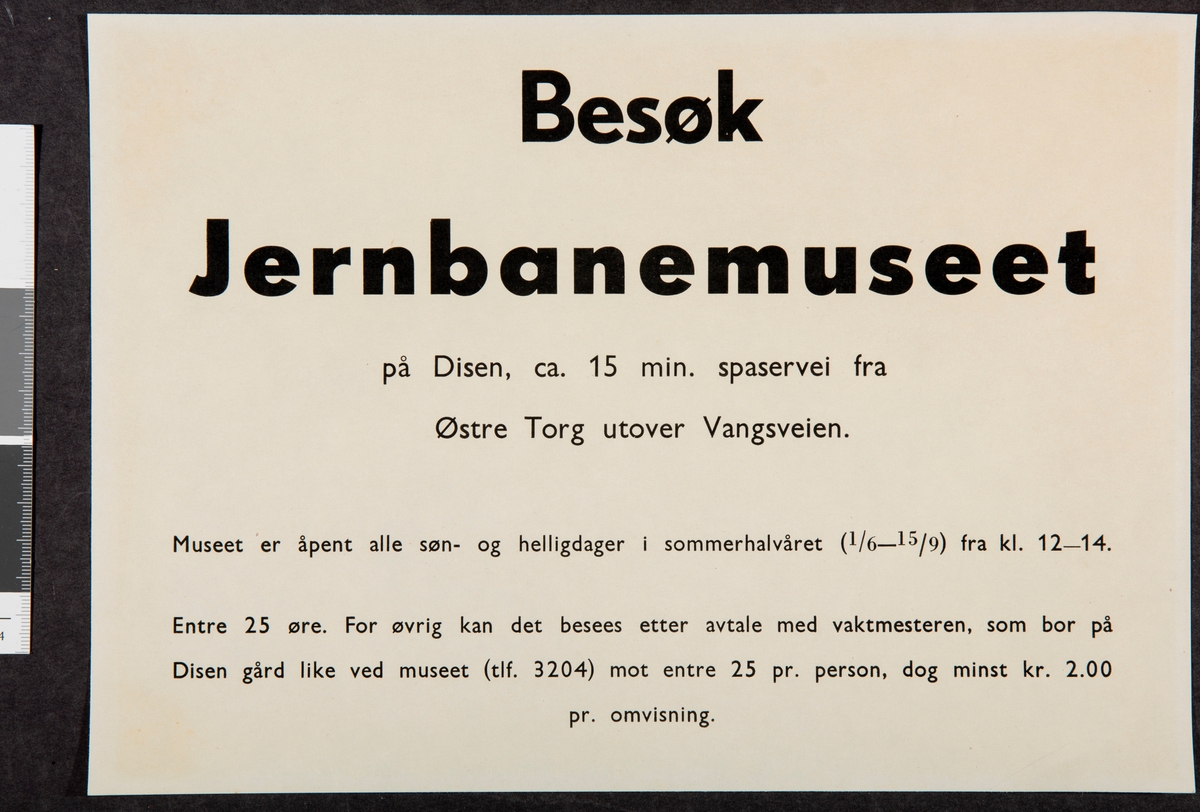 Besøk
Jernbanemuseet
på Disen, ca. 15 min. spaservei fra
Østre Torg utover Vangsveien.
Museet er åpent alle søn- og helligdager i sommerhalvåret (1/6—15/9) fra kl. 12—14.
Entre 25 øre. For øvrig kan det besees etter avtale med vaktmesteren, som bor på
Disen gård like ved museet (tlf. 3204) mot entre 25 pr. person, dog minst kr. 2.00
pr. omvisning.
4